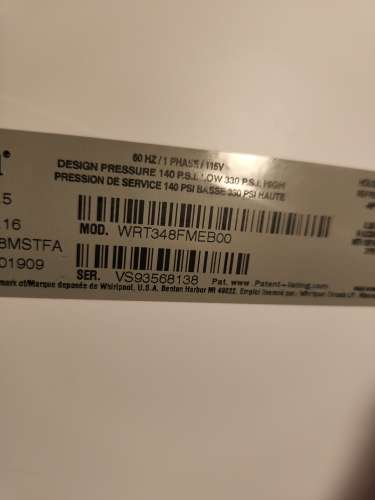 60 HZ / 1 PHASE / 115V
DESIGN PRESSURE 140 P.S.I. LOW 330 P.S.I. HIGH
PRESSION DE SERVICE 140 PSI BASSE 330 PSI HAUTE
5
16
MOD. WRT348FMEB00
8MSTFA
01909
SER. VS93568138 Pat. www.Patent-listing.com
mark of/Marque deposée de Whirlpool, U.S.A. Benton Harbor MI 49022.